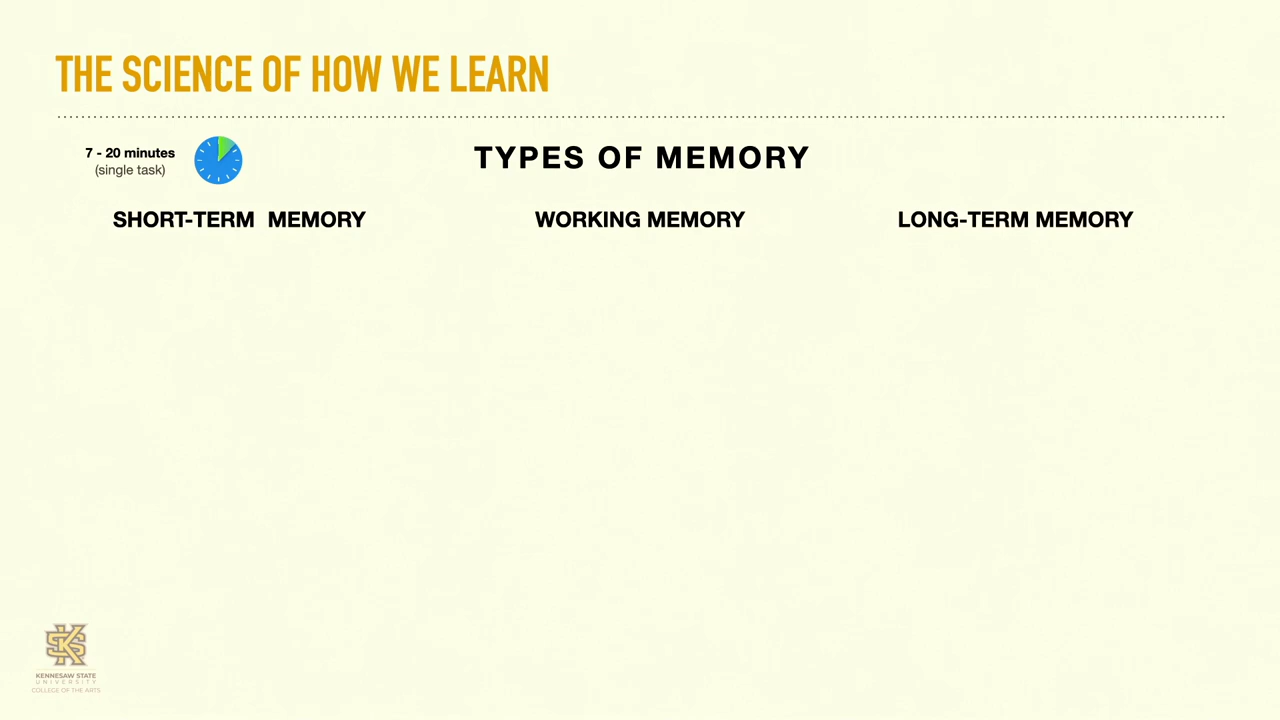 THE SCIENCE OF HOW WE LEARN
7 - 20 minutes
(single task)
TYPES OF MEMORY
SHORT-TERM MEMORY
WORKING MEMORY
LONG-TERM MEMORY
KS
KENNESAW STATE
UNIVERSITY
COLLEGE OF THE ARTS